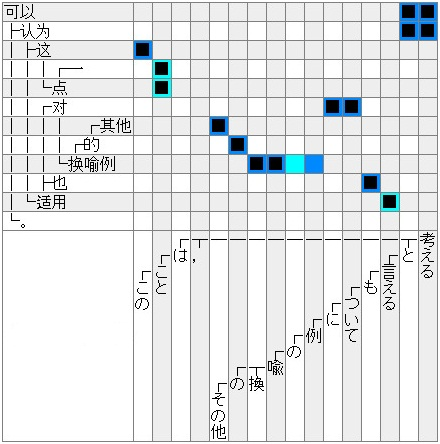 可以
认为
这
一
点
对
其他
的
换喻例
也
适用
。
この
こと
は
，
その他
の
換
喩
の
例
に
ついて
も
言える
と
考える